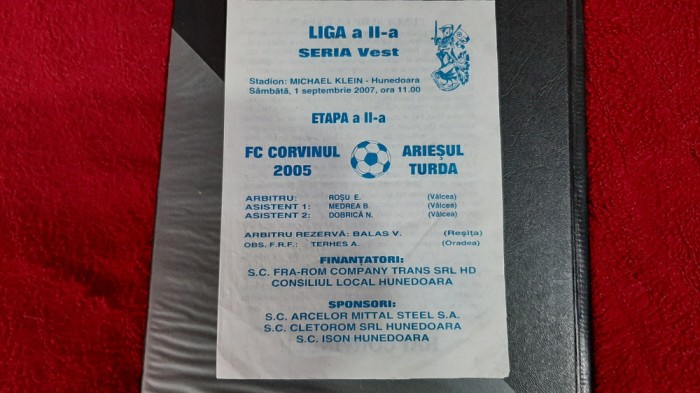 LIGA a II-a
SERIA Vest
Stadion: MICHAEL KLEIN - Hunedoara
Sâmbătă, 1 septembrie 2007, ora 11.00
ETAPA a II-a
FC CORVINUL 2005
ARIEŞUL TURDA
ARBITRU: ROŞU E. (Vâlcea)
ASISTENT 1: MEDREA B. (Vâlcea)
ASISTENT 2: DOBRICĂ N. (Vâlcea)
ARBITRU REZERVĂ: BALAS V. (Reşiţa)
OBS. F.R.F.: TERHES A. (Oradea)
FINANŢATORI:
S.C. FRA-ROM COMPANY TRANS SRL HD
CONSILIUL LOCAL HUNEDOARA
SPONSORI:
S.C. ARCELOR MITTAL STEEL S.A.
S.C. CLETOROM SRL HUNEDOARA
S.C. ISON HUNEDOARA